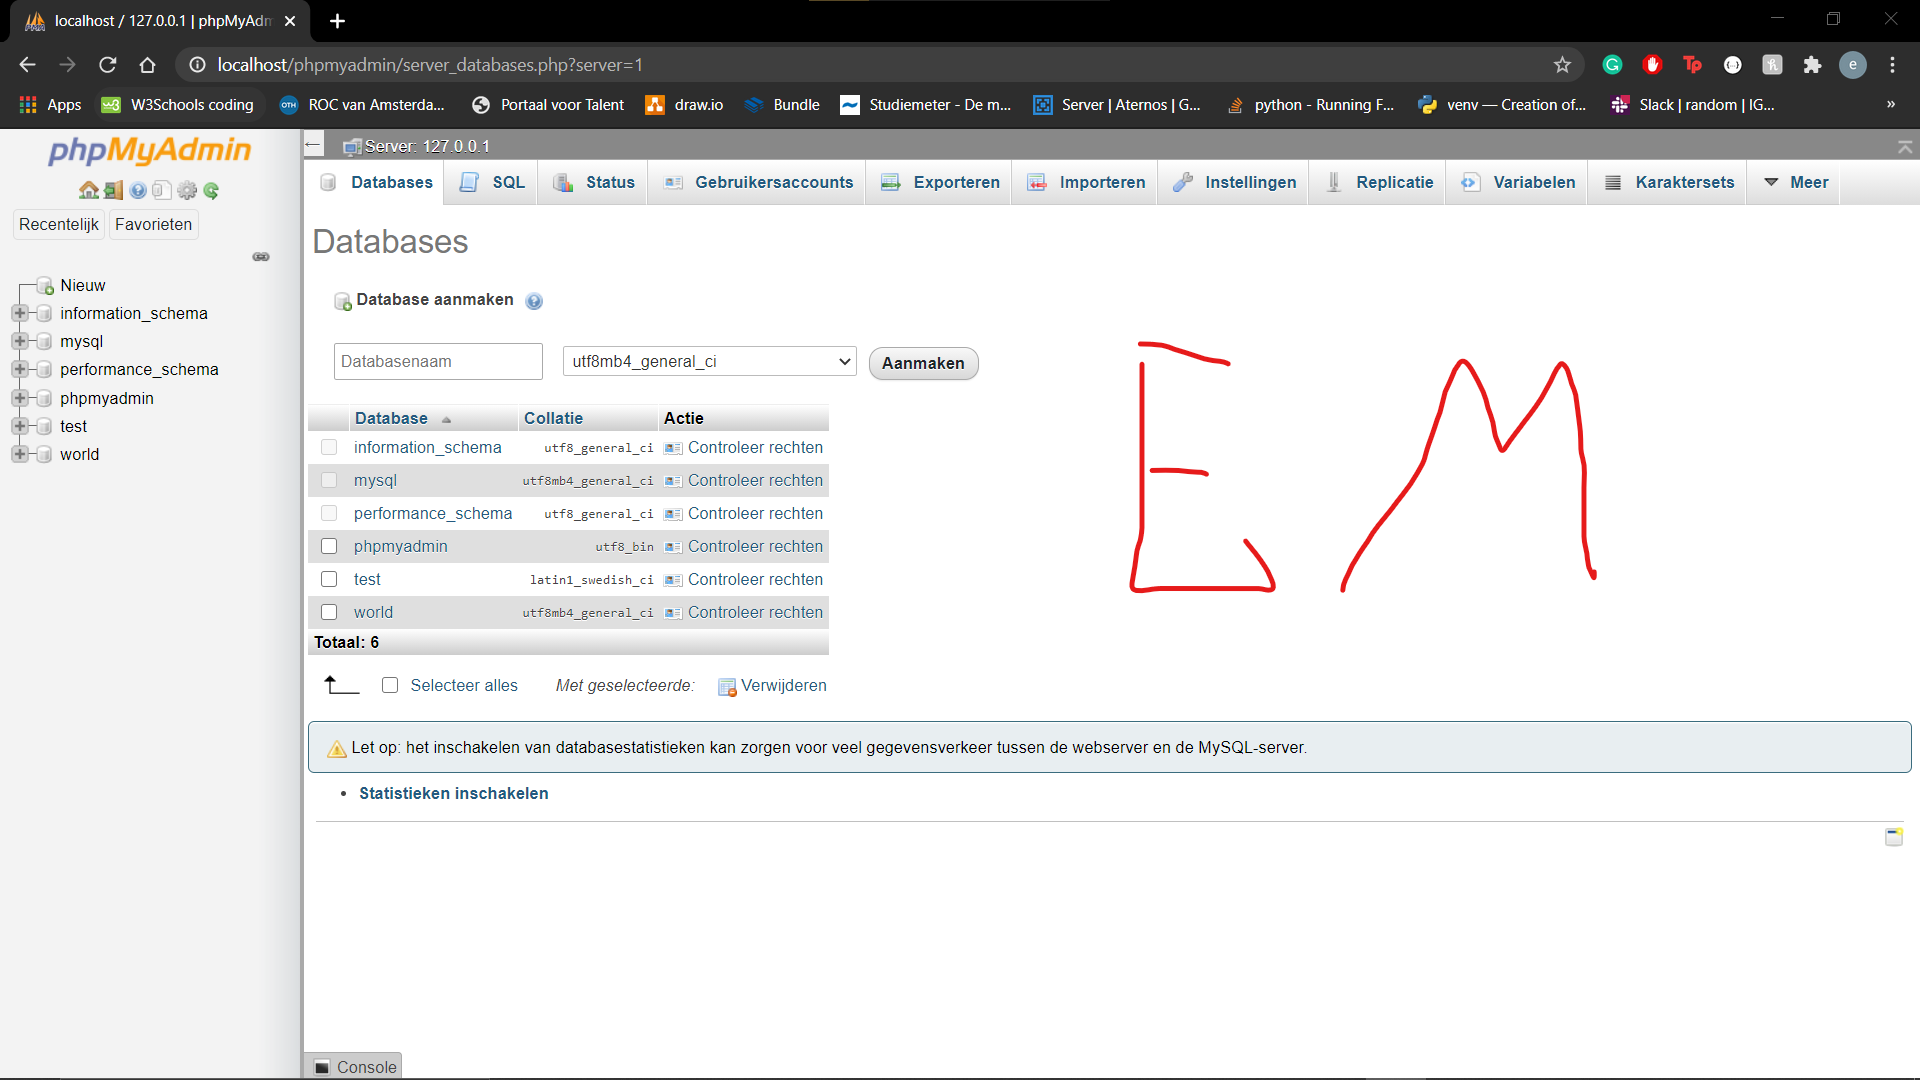 localhost / 127.0.0.1 | phpMyAdm
localhost/phpmyadmin/server_databases.php?server=1
e
Apps
W3Schools coding
ROC van Amsterda...
Portaal voor Talent
draw.io
Bundle
Studiemeter - De m...
Server | Aternos | G...
python - Running F...
venv — Creation of...
Slack | random | IG...
»
phpMyAdmin
Recentelijk
Favorieten
Nieuw
information_schema
mysql
performance_schema
phpmyadmin
test
world
Server: 127.0.0.1
Databases
SQL
Status
Gebruikersaccounts
Exporteren
Importeren
Instellingen
Replicatie
Variabelen
Karaktersets
Meer
Databases
Database aanmaken
Databasenaam
utf8mb4_general_ci
Aanmaken
Database Collatie Actie
information_schema utf8_general_ci Controleer rechten
mysql utf8mb4_general_ci Controleer rechten
performance_schema utf8_general_ci Controleer rechten
phpmyadmin utf8_bin Controleer rechten
test latin1_swedish_ci Controleer rechten
world utf8mb4_general_ci Controleer rechten
Totaal: 6
Selecteer alles Met geselecteerde: Verwijderen
E M
Let op: het inschakelen van databasestatistieken kan zorgen voor veel gegevensverkeer tussen de webserver en de MySQL-server.
• Statistieken inschakelen
Console